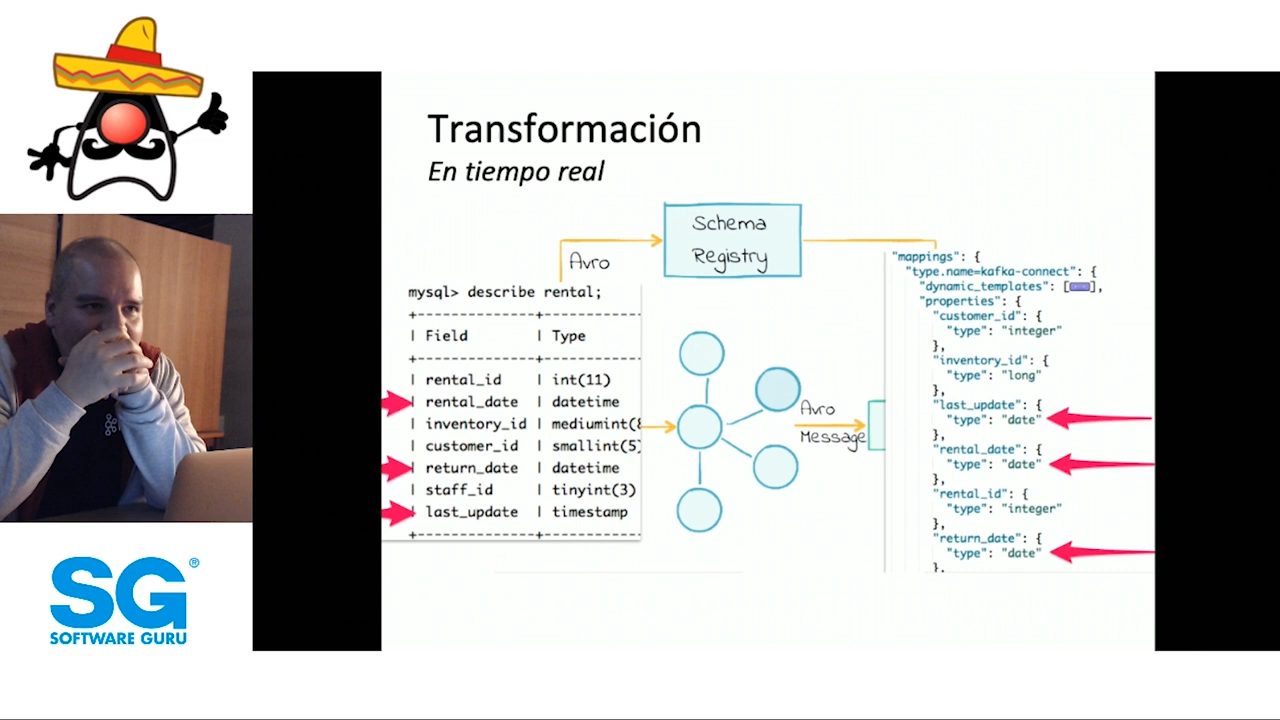 Transformación
En tiempo real
Schema
Registry
Avro
mysql> describe rental;
+----------------+--------------
| Field | Type
+----------------+--------------
| rental_id | int(11)
| rental_date | datetime
| inventory_id | mediumint(8
| customer_id | smallint(5)
| return_date | datetime
| staff_id | tinyint(3)
| last_update | timestamp
+----------------+--------------
Avro
Message
"mappings": {
"type.name=kafka-connect": {
"dynamic_templates": [],
"properties": {
"customer_id": {
"type": "integer"
},
"inventory_id": {
"type": "long"
},
"last_update": {
"type": "date"
},
"rental_date": {
"type": "date"
},
"rental_id": {
"type": "integer"
},
"return_date": {
"type": "date"
},
SG®
SOFTWARE GURU